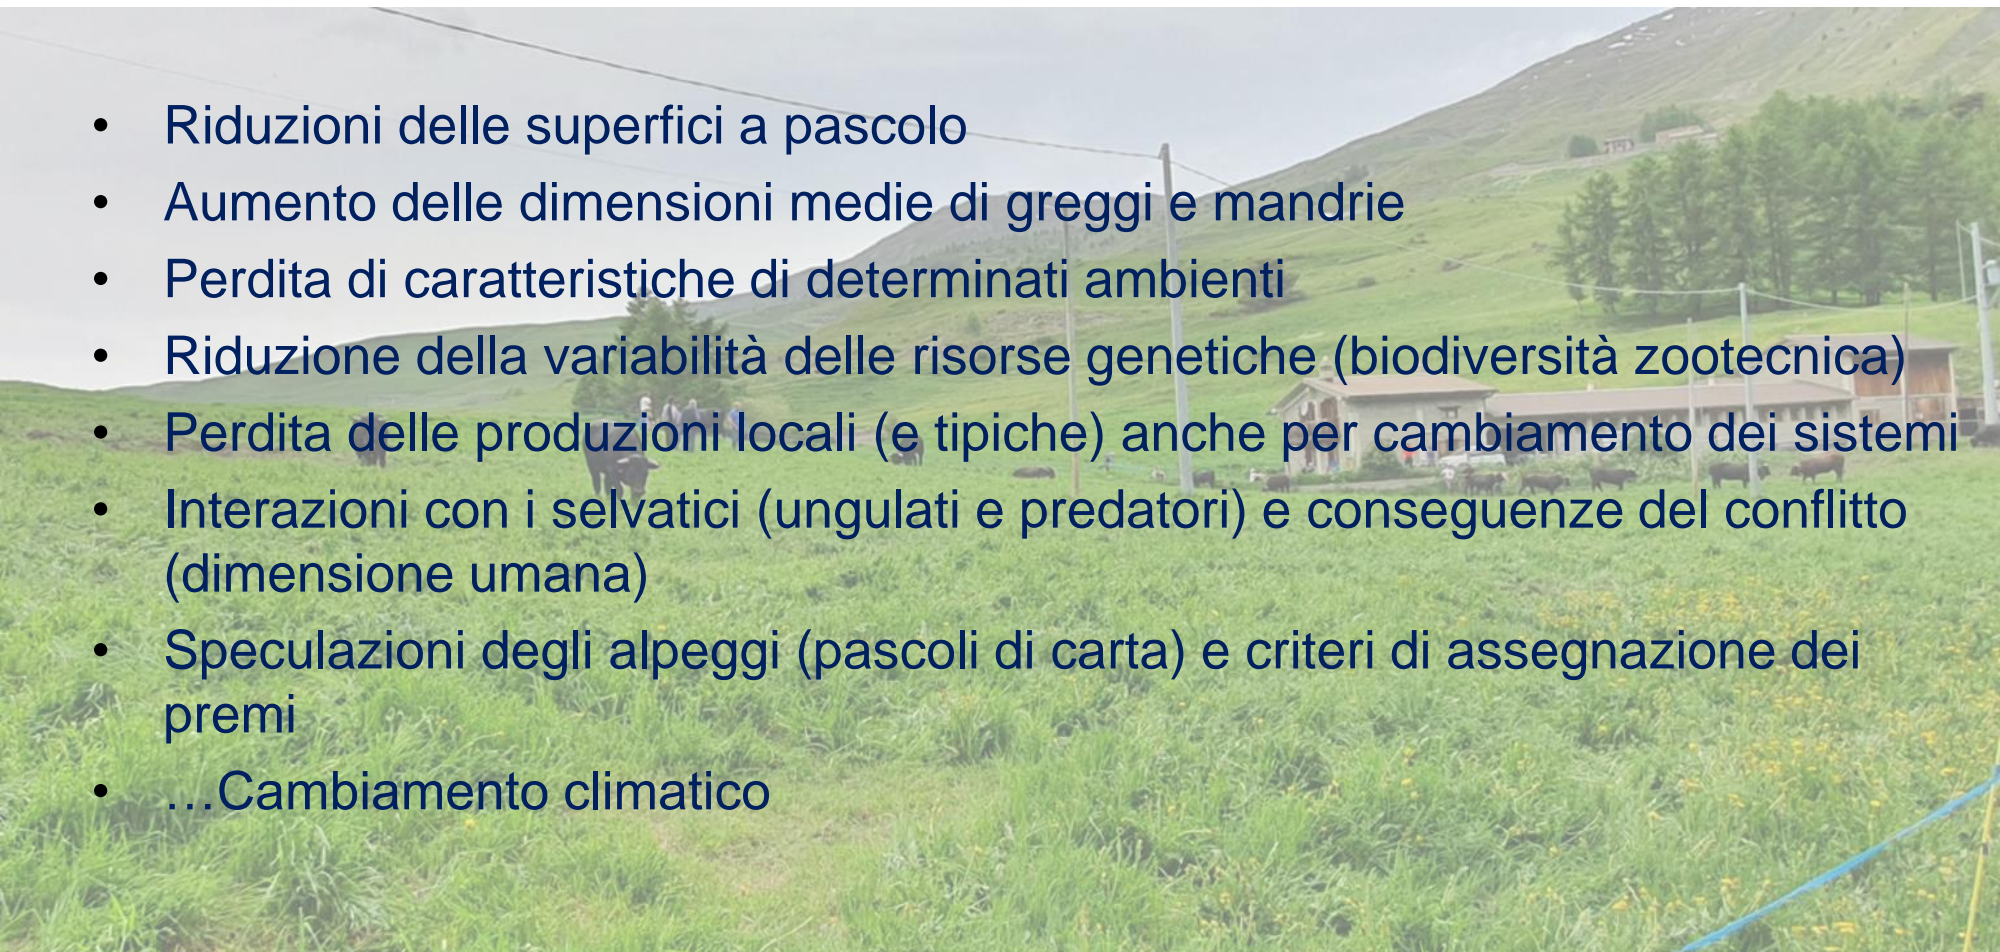 • Riduzioni delle superfici a pascolo
• Aumento delle dimensioni medie di greggi e mandrie
• Perdita di caratteristiche di determinati ambienti
• Riduzione della variabilità delle risorse genetiche (biodiversità zootecnica)
• Perdita delle produzioni locali (e tipiche) anche per cambiamento dei sistemi
• Interazioni con i selvatici (ungulati e predatori) e conseguenze del conflitto
(dimensione umana)
• Speculazioni degli alpeggi (pascoli di carta) e criteri di assegnazione dei
premi
• …Cambiamento climatico